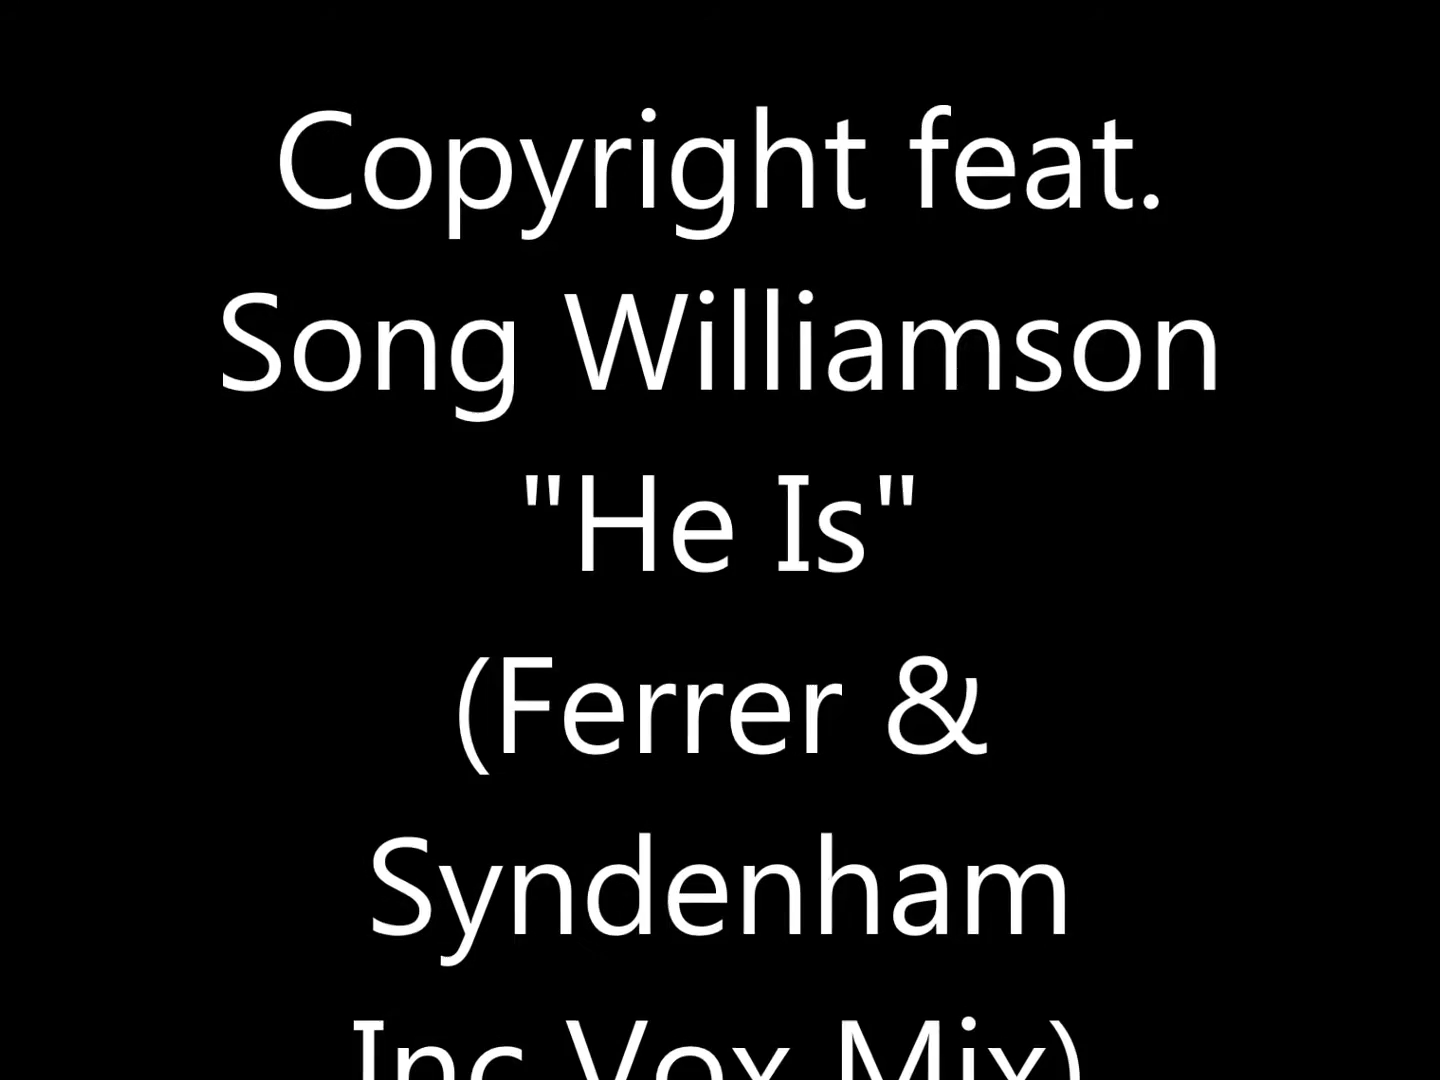 Copyright feat.
Song Williamson
"He Is"
(Ferrer &
Syndenham
Inc Vox Mix)